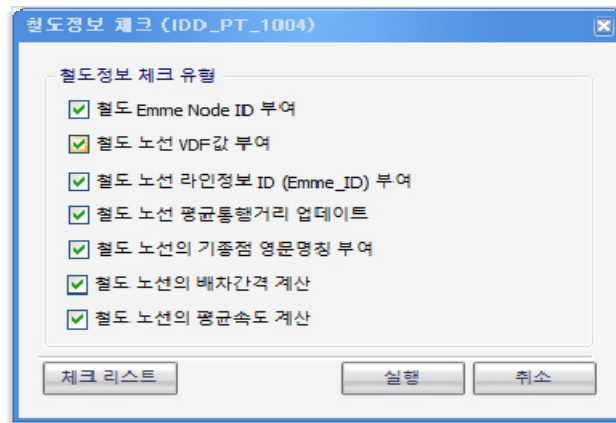 철도정보 체크 (IDD_PT_1004)
철도정보 체크 유형
철도 Emme Node ID 부여
철도 노선 VDF값 부여
철도 노선 라인정보 ID (Emme_ID) 부여
철도 노선 평균통행거리 업데이트
철도 노선의 기종점 영문명칭 부여
철도 노선의 배차간격 계산
철도 노선의 평균속도 계산
체크 리스트 실행 취소